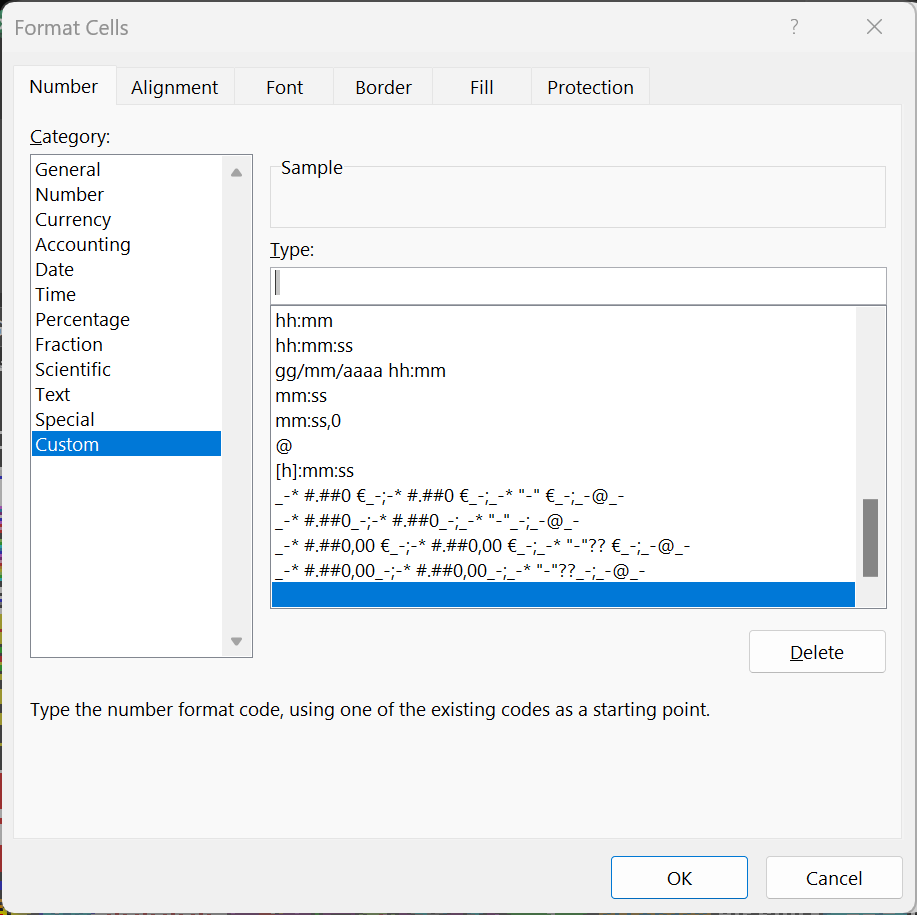 Format Cells
?
Number
Alignment
Font
Border
Fill
Protection
Category:
General
Number
Currency
Accounting
Date
Time
Percentage
Fraction
Scientific
Text
Special
Custom
Sample
Type:
hh:mm
hh:mm:ss
gg/mm/aaaa hh:mm
mm:ss
mm:ss,0
@
[h]:mm:ss
_-* #.##0 €_-;-* #.##0 €_-;_-* "-" €_-;_-@_-
_-* #.##0_-;-* #.##0_-;_-* "-"_-;_-@_-
_-* #.##0,00 €_-;-* #.##0,00 €_-;_-* "-"?? €_-;_-@_-
_-* #.##0,00_-;-* #.##0,00_-;_-* "-"??_-;_-@_-
Delete
Type the number format code, using one of the existing codes as a starting point.
OK
Cancel